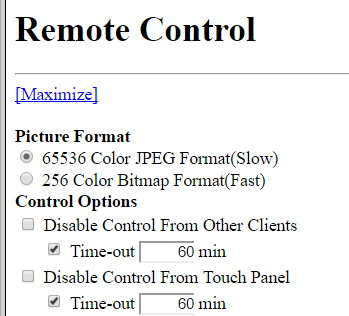 Remote Control
[Maximize]
Picture Format
65536 Color JPEG Format(Slow)
256 Color Bitmap Format(Fast)
Control Options
Disable Control From Other Clients
Time-out 60 min
Disable Control From Touch Panel
Time-out 60 min